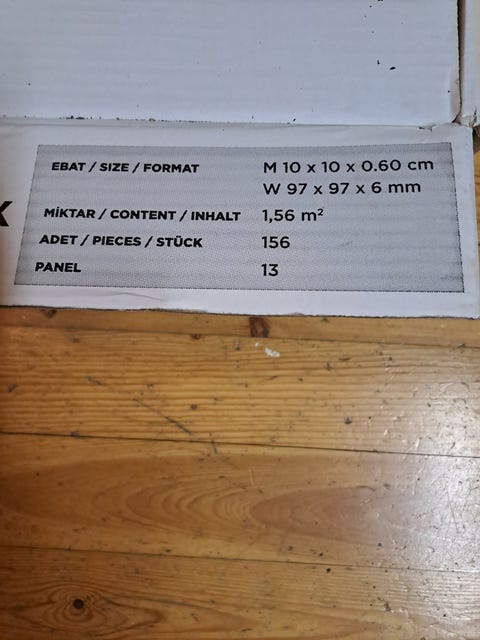 EBAT / SIZE / FORMAT M 10 x 10 x 0.60 cm
W 97 x 97 x 6 mm
MİKTAR / CONTENT / INHALT 1,56 m²
ADET / PIECES / STÜCK 156
PANEL 13